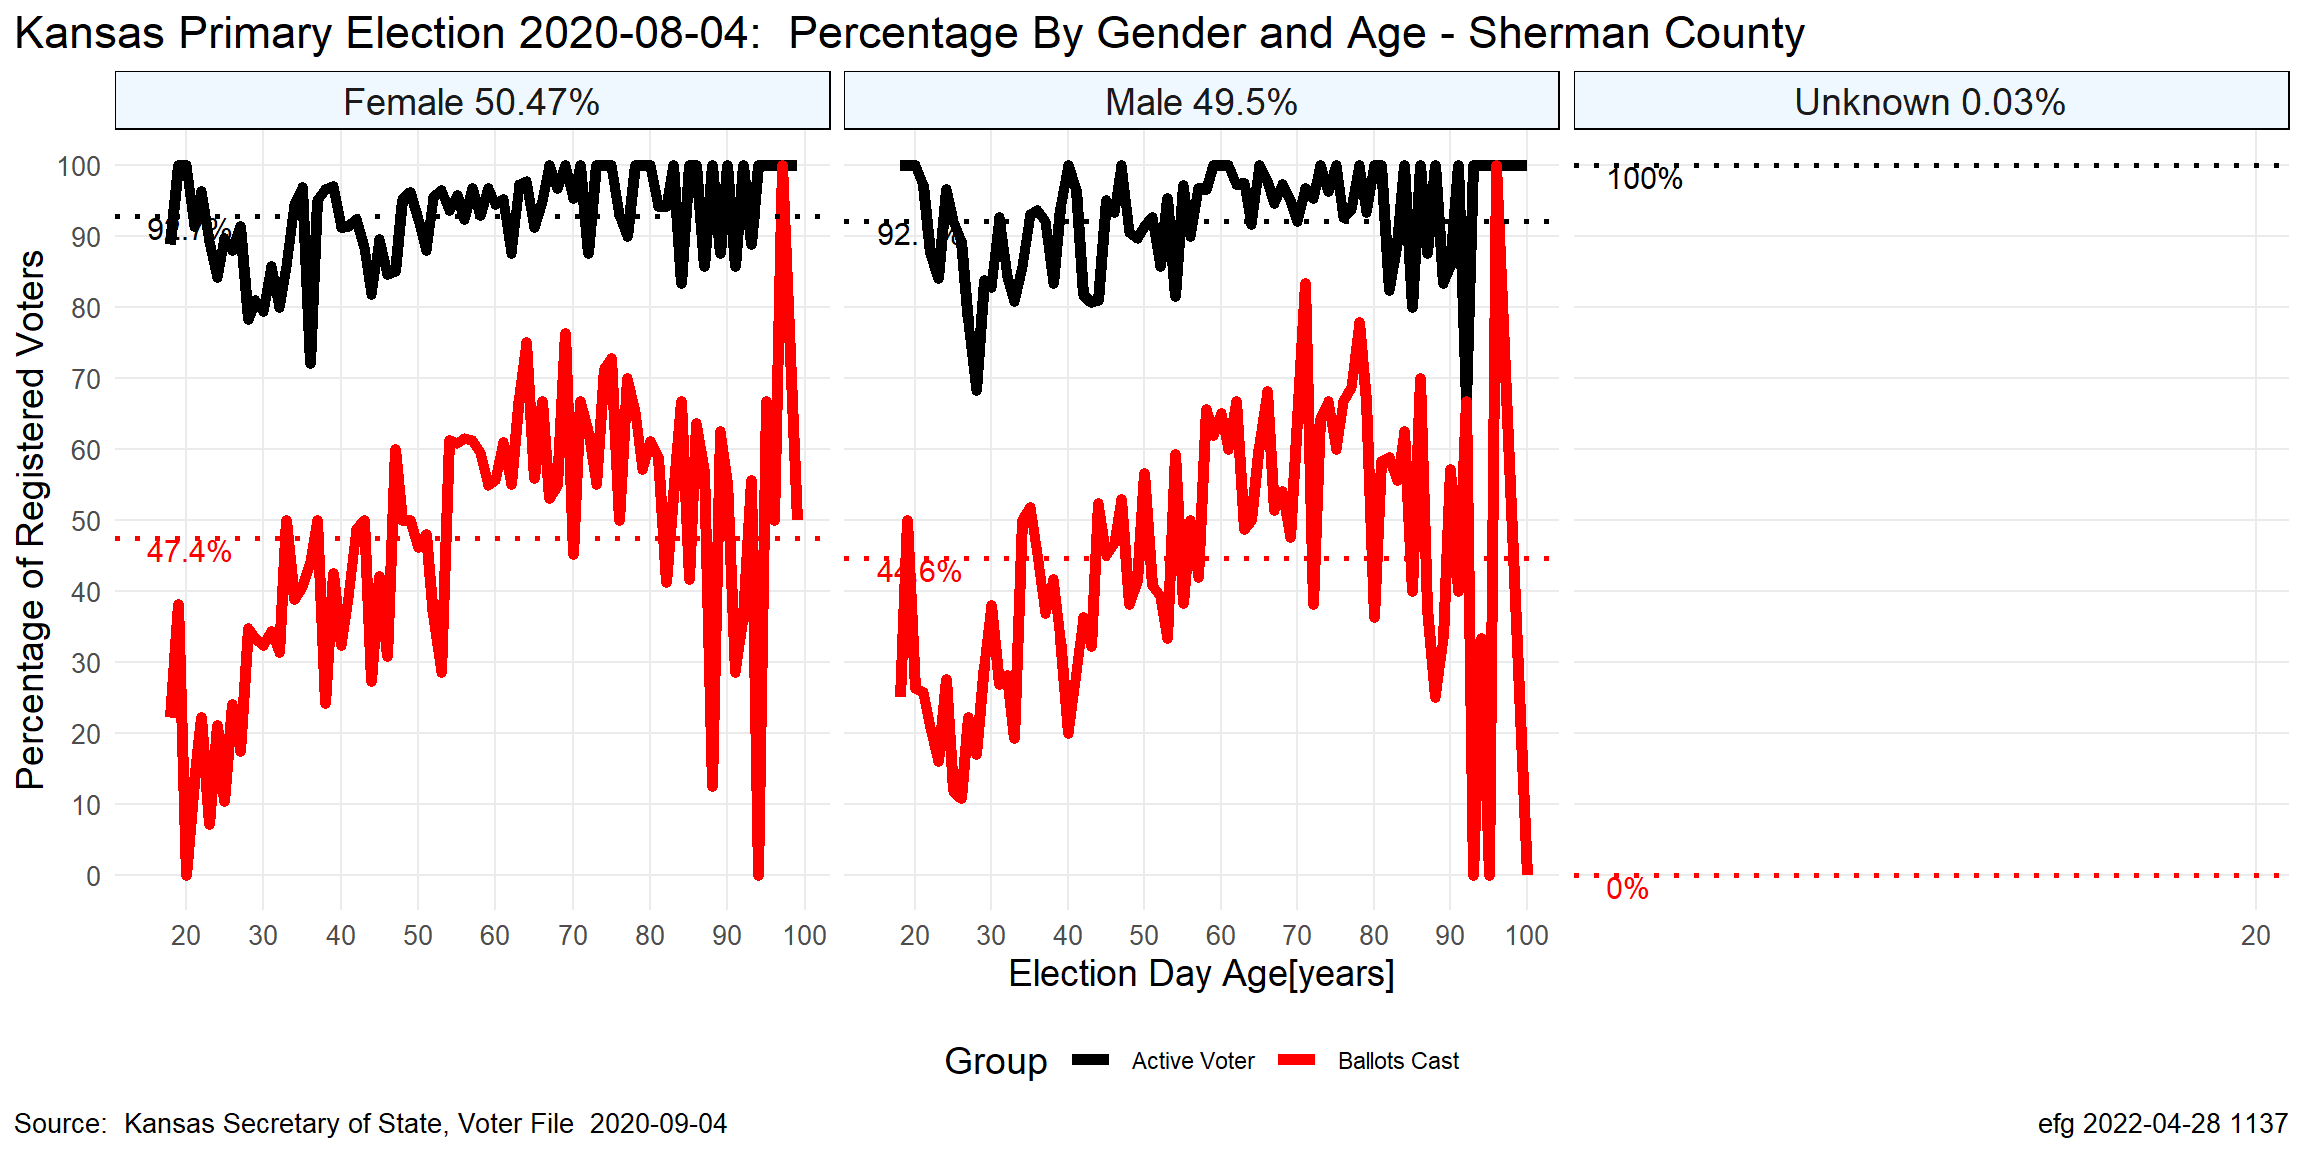 Kansas Primary Election 2020-08-04:  Percentage By Gender and Age - Sherman County
Female 50.47%
Male 49.5%
Unknown 0.03%
Percentage of Registered Voters
100
90
80
70
60
50
40
30
20
10
0
92.7%
47.4%
44.6%
100%
0%
20 30 40 50 60 70 80 90 100
20 30 40 50 60 70 80 90 100
20
Election Day Age[years]
Group Active Voter Ballots Cast
Source:  Kansas Secretary of State, Voter File  2020-09-04
efg 2022-04-28 1137